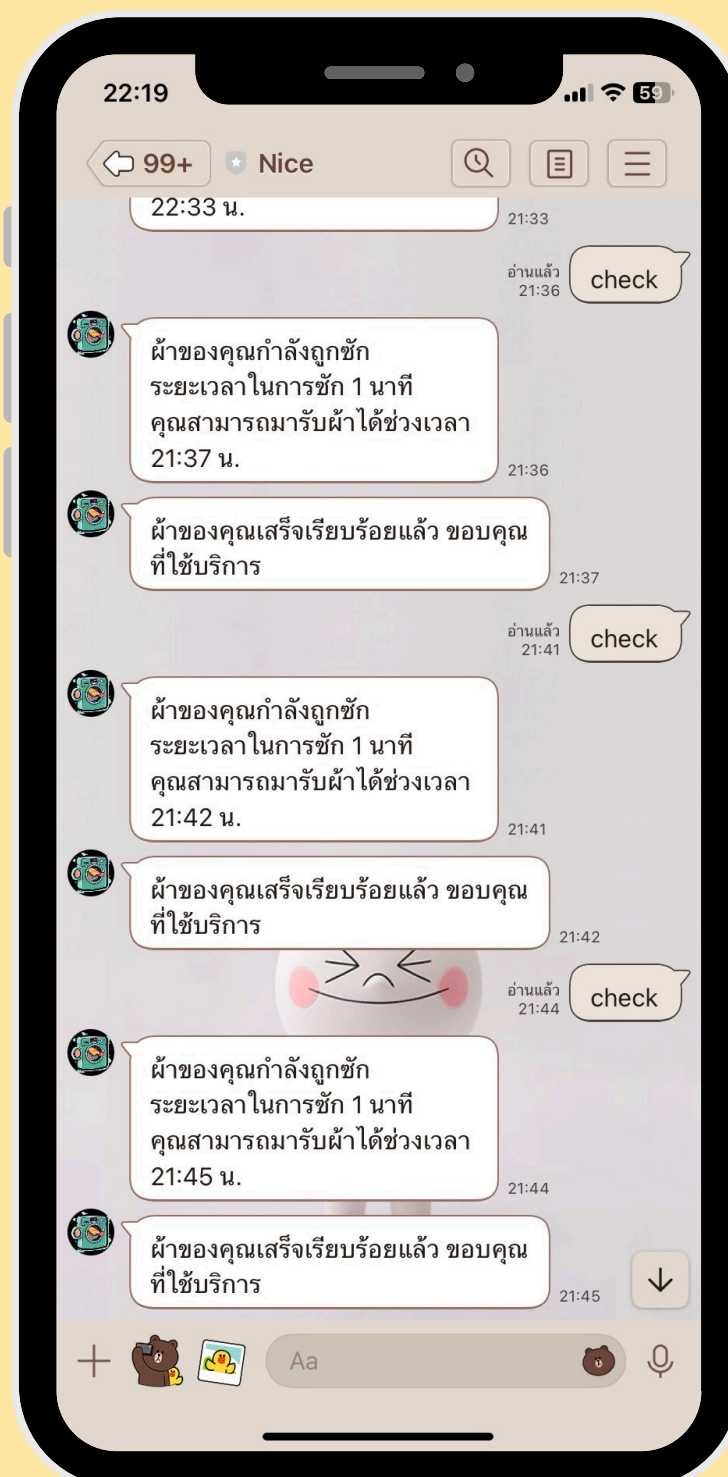 22:19
59
99+
Nice
22:33 น.
21:33
อ่านแล้ว
21:36
check
ผ้าของคุณกำลังถูกซัก
ระยะเวลาในการซัก 1 นาที
คุณสามารถมารับผ้าได้ช่วงเวลา
21:37 น.
21:36
ผ้าของคุณเสร็จเรียบร้อยแล้ว ขอบคุณ
ที่ใช้บริการ
21:37
อ่านแล้ว
21:41
check
ผ้าของคุณกำลังถูกซัก
ระยะเวลาในการซัก 1 นาที
คุณสามารถมารับผ้าได้ช่วงเวลา
21:42 น.
21:41
ผ้าของคุณเสร็จเรียบร้อยแล้ว ขอบคุณ
ที่ใช้บริการ
21:42
อ่านแล้ว
21:44
check
ผ้าของคุณกำลังถูกซัก
ระยะเวลาในการซัก 1 นาที
คุณสามารถมารับผ้าได้ช่วงเวลา
21:45 น.
21:44
ผ้าของคุณเสร็จเรียบร้อยแล้ว ขอบคุณ
ที่ใช้บริการ
21:45
Aa